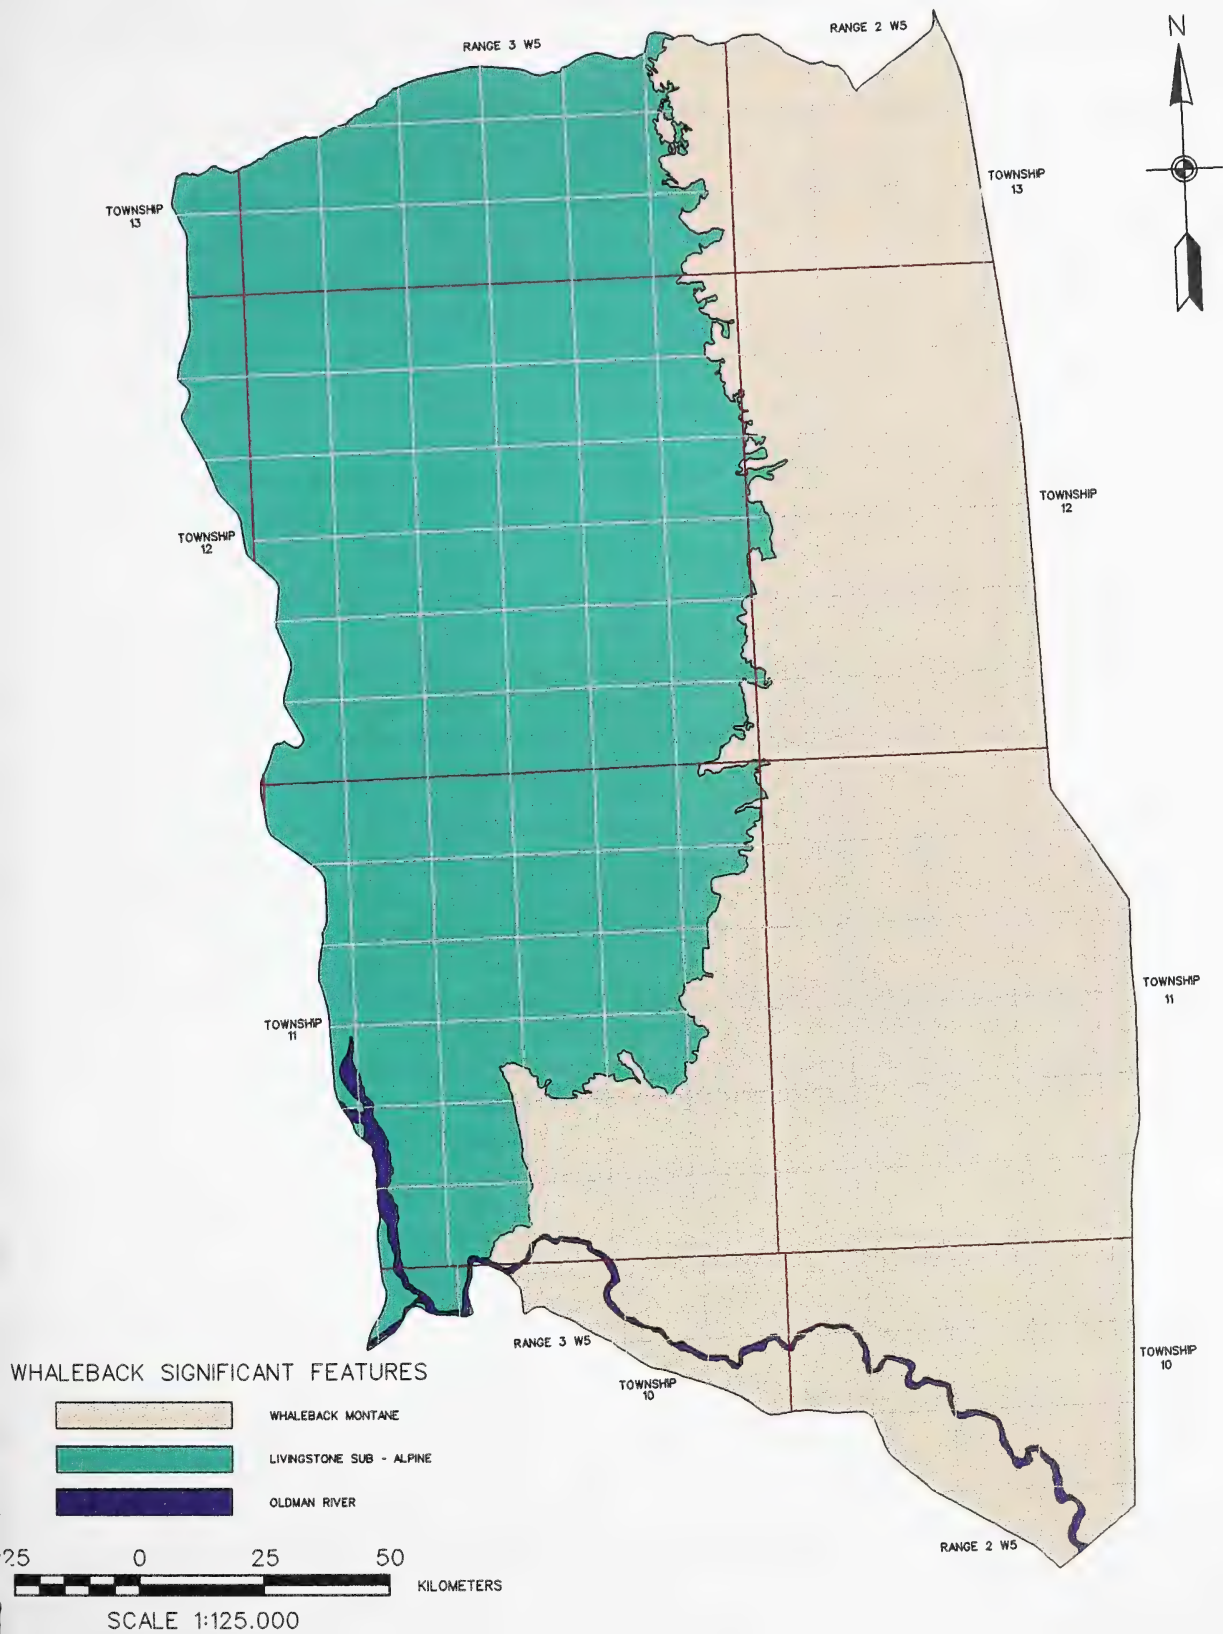 RANGE 3 W5
RANGE 2 W5
N
TOWNSHIP
13
TOWNSHIP
13
TOWNSHIP
12
TOWNSHIP
12
TOWNSHIP
11
TOWNSHIP
11
RANGE 3 W5
TOWNSHIP
10
TOWNSHIP
10
RANGE 2 W5
WHALEBACK SIGNIFICANT FEATURES
WHALEBACK MONTANE
LIVINGSTONE SUB - ALPINE
OLDMAN RIVER
25 0 25 50
KILOMETERS
SCALE 1:125.000